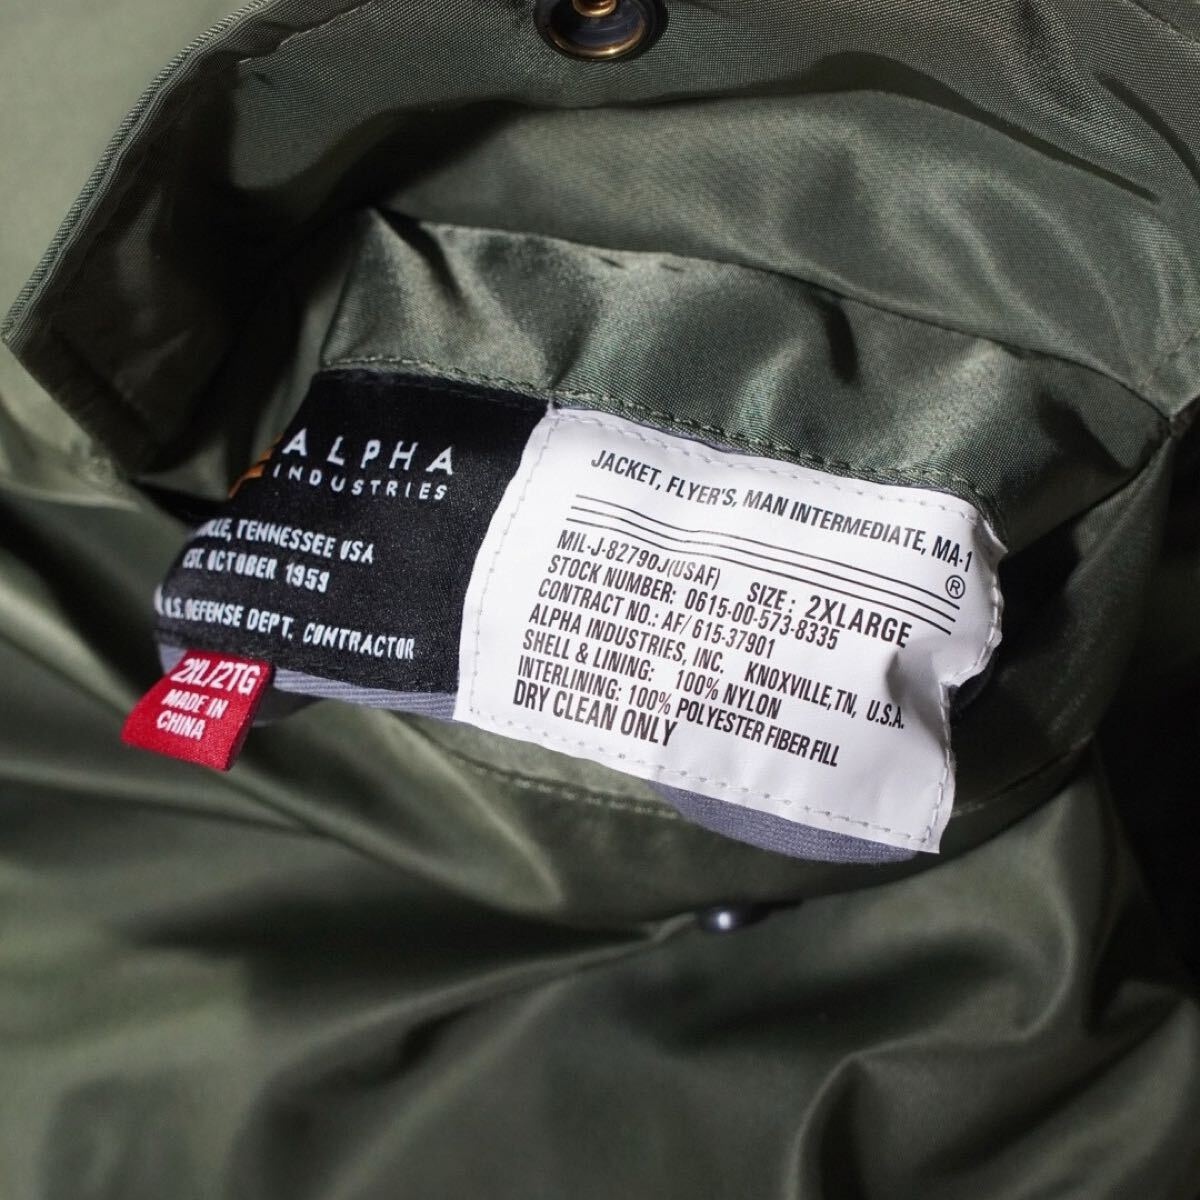 ALPHA
INDUSTRIES
TENNESSEE USA
EST. OCTOBER 1959
U.S. DEFENSE DEPT. CONTRACTOR
2XL/2TG
MADE IN
CHINA
JACKET, FLYER'S, MAN INTERMEDIATE, MA-1
®
MIL-J-82790J(USAF) SIZE: 2XLARGE
STOCK NUMBER: 0615-00-573-8335
CONTRACT NO.: AF/ 615-37901
ALPHA INDUSTRIES, INC. KNOXVILLE, TN, U.S.A.
SHELL & LINING: 100% NYLON
INTERLINING: 100% POLYESTER FIBER FILL
DRY CLEAN ONLY